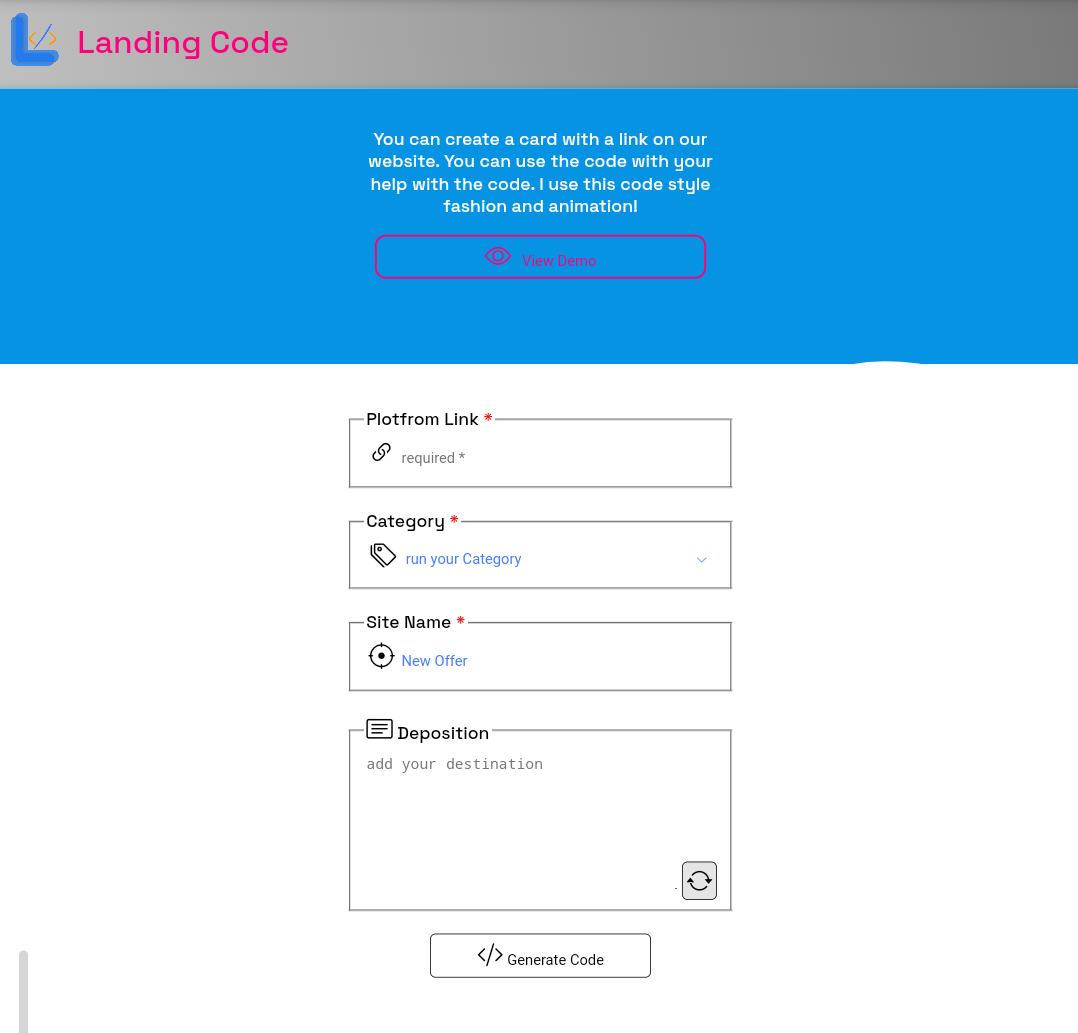 Landing Code
You can create a card with a link on our
website. You can use the code with your
help with the code. I use this code style
fashion and animation!
View Demo
Plotfrom Link *
required *
Category *
run your Category
Site Name *
New Offer
Deposition
add your destination
.
Generate Code